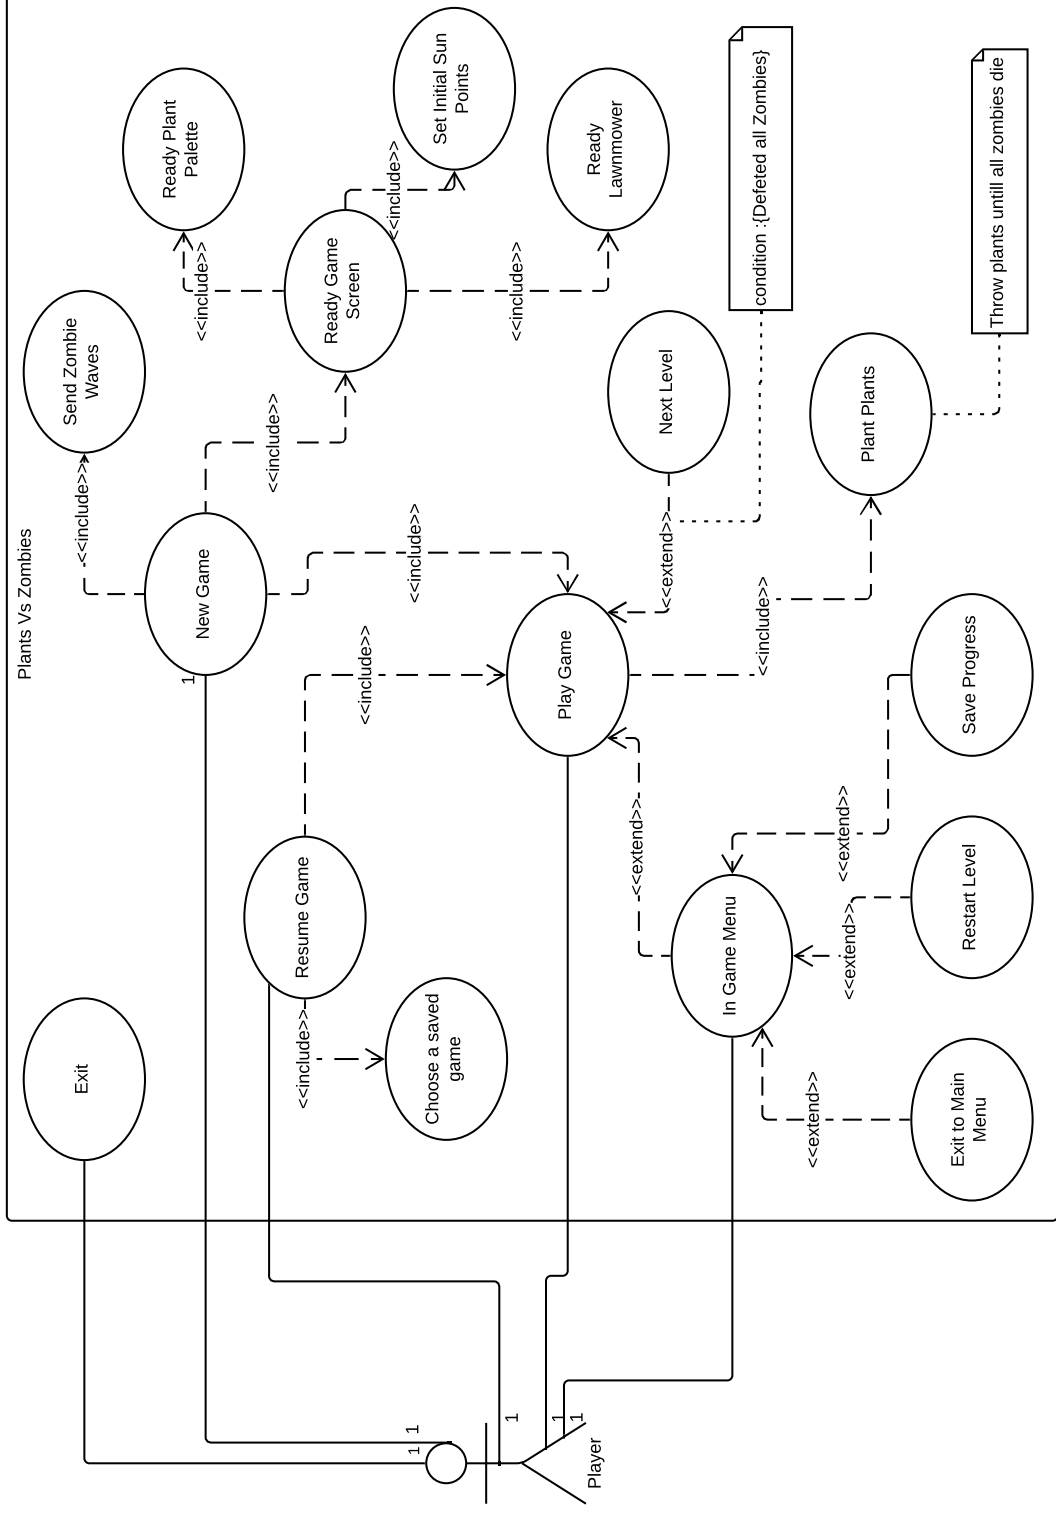 Plants Vs Zombies
Exit
Send Zombie
Waves
<<include>>
New Game
1
Ready Plant
Palette
<<include>>
<<include>>
Ready Game
Screen
<<include>>
Set Initial Sun
Points
<<include>>
Ready
Lawnmower
Resume Game
<<include>>
Choose a saved
game
<<include>>
<<include>>
Play Game
Next Level
<<extend>>
condition :{Defeted all Zombies}
<<include>>
Plant Plants
Throw plants untill all zombies die
<<extend>>
In Game Menu
<<extend>>
Save Progress
<<extend>>
Restart Level
<<extend>>
Exit to Main
Menu
1
1
1
1
1
Player